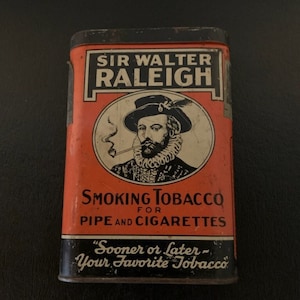 SIR WALTER
RALEIGH
SMOKING TOBACCO
FOR
PIPE AND CIGARETTES
"Sooner or Later~
Your Favorite Tobacco"